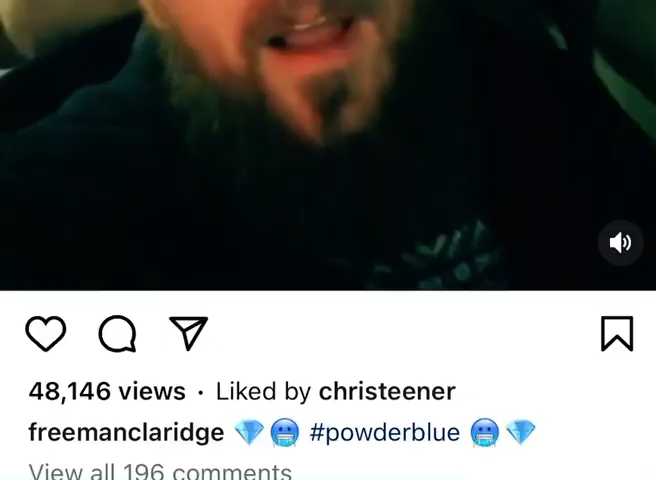 48,146 views · Liked by christeener
freemanclaridge 💎🥶 #powderblue 🥶💎
View all 196 comments